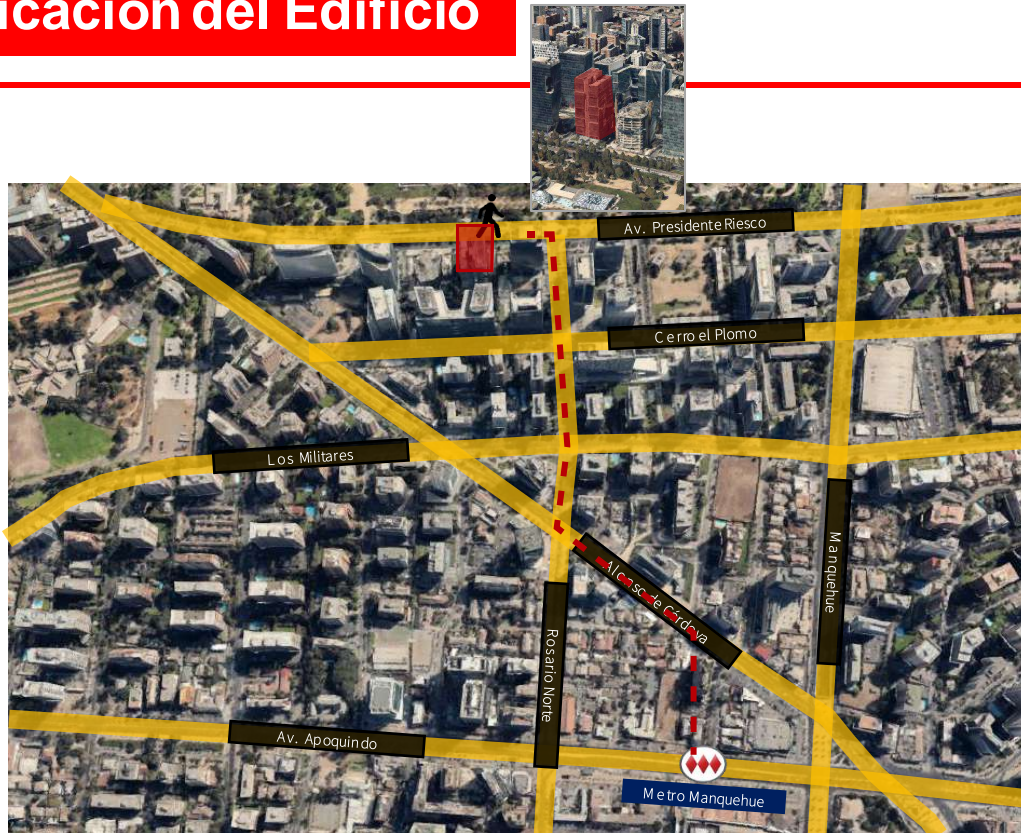 icación del Edificio
Av. Presidente Riesco
Cerro el Plomo
Los Militares
Manquehue
Alonso de Córdova
Rosario Norte
Av. Apoquindo
Metro Manquehue